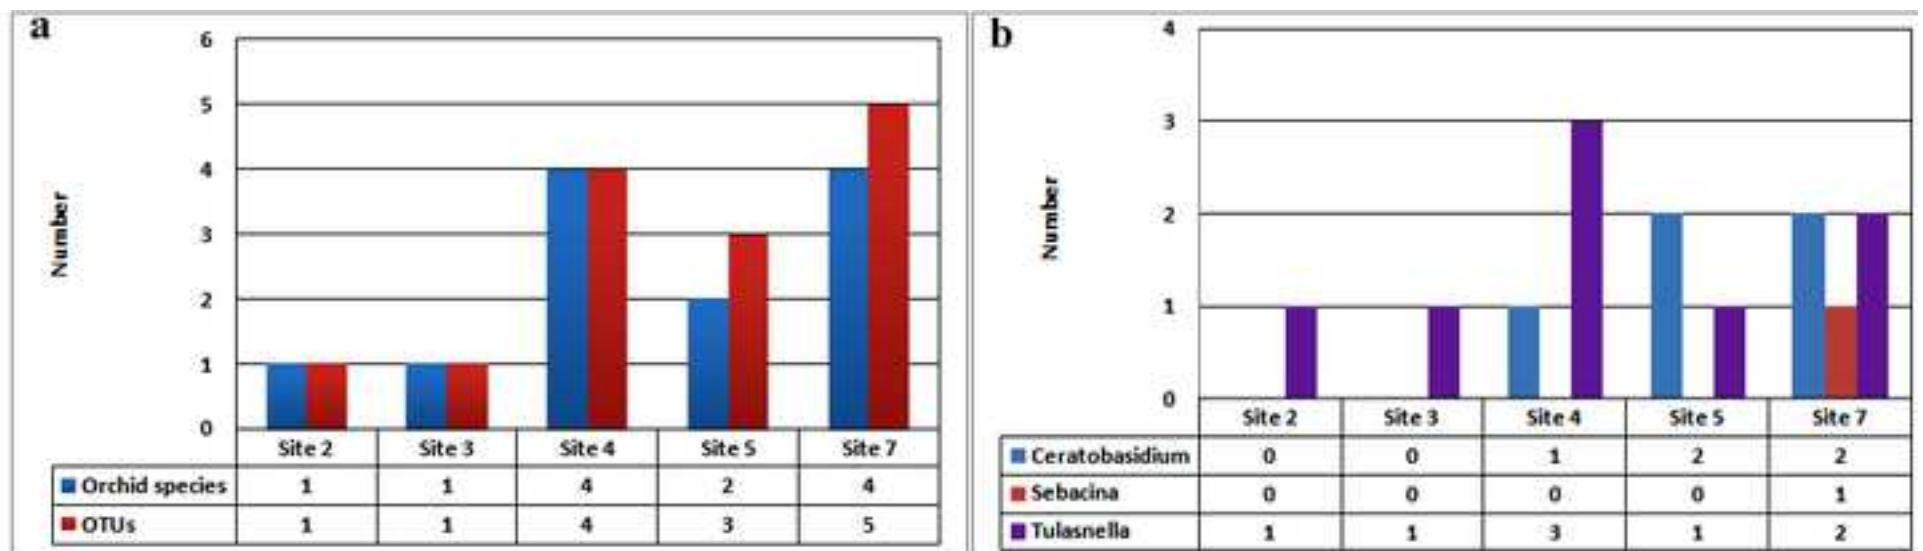 a
6
5
4
3
2
1
0
Number
Site 2 Site 3 Site 4 Site 5 Site 7
Orchid species 1 1 4 2 4
OTUs 1 1 4 3 5
b
4
3
2
1
0
Number
Site 2 Site 3 Site 4 Site 5 Site 7
Ceratobasidium 0 0 1 2 2
Sebacina 0 0 0 0 1
Tulasnella 1 1 3 1 2